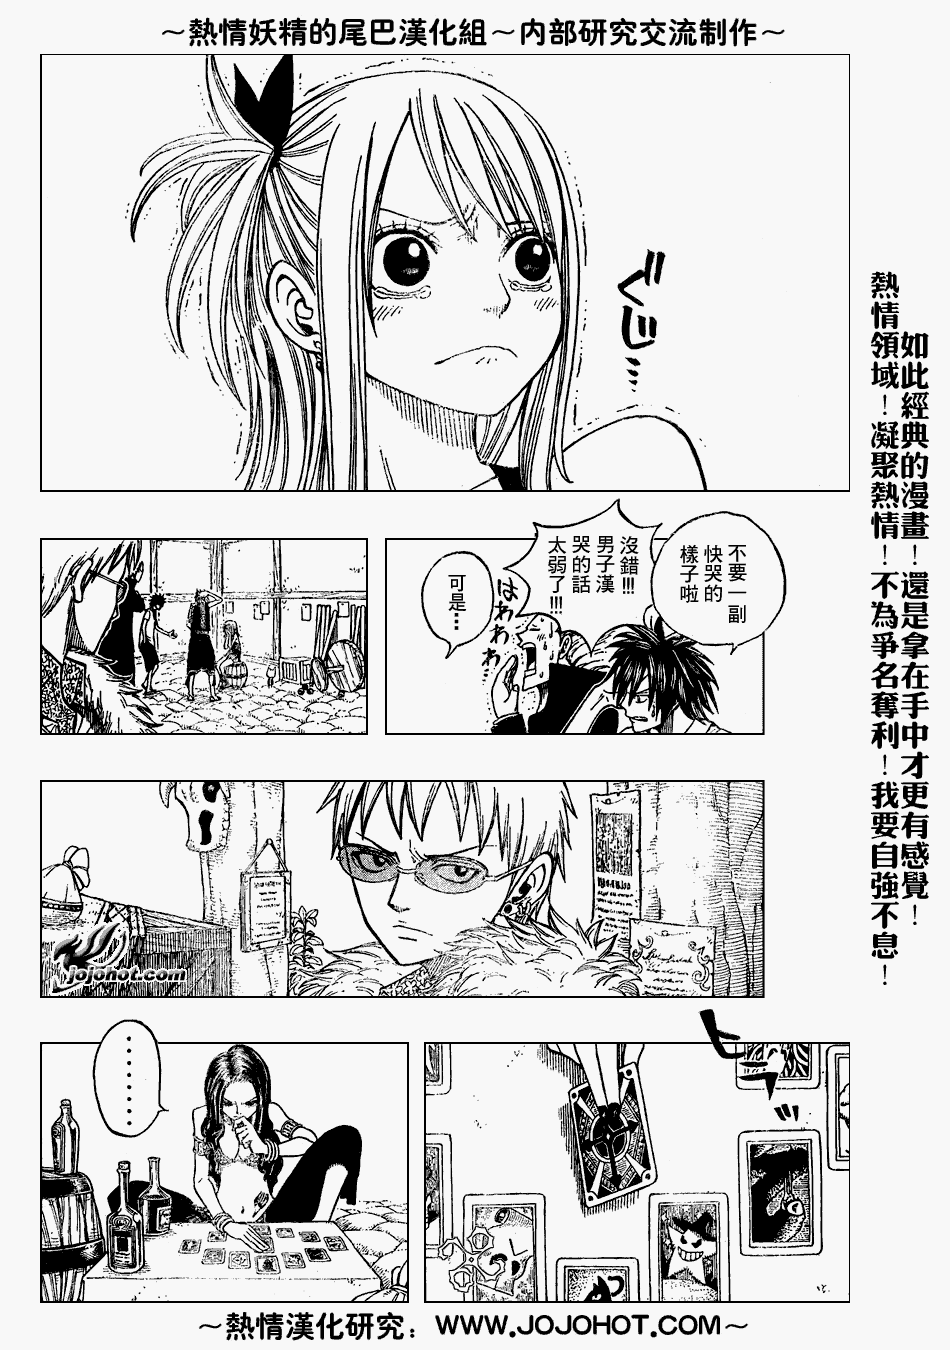 ～熱情妖精的尾巴漢化組～内部研究交流制作～
ぐじ…
不要一副
快哭的
樣子啦
沒錯!!!
男子漢
哭的話
太弱了!!!
はわわわ
可是…
jojohot.com
ヒラ
………
如此經典的漫畫！還是拿在手中才更有感覺！
熱情領域！凝聚熱情！不為爭名奪利！我要自強不息！
～熱情漢化研究：WWW.JOJOHOT.COM～